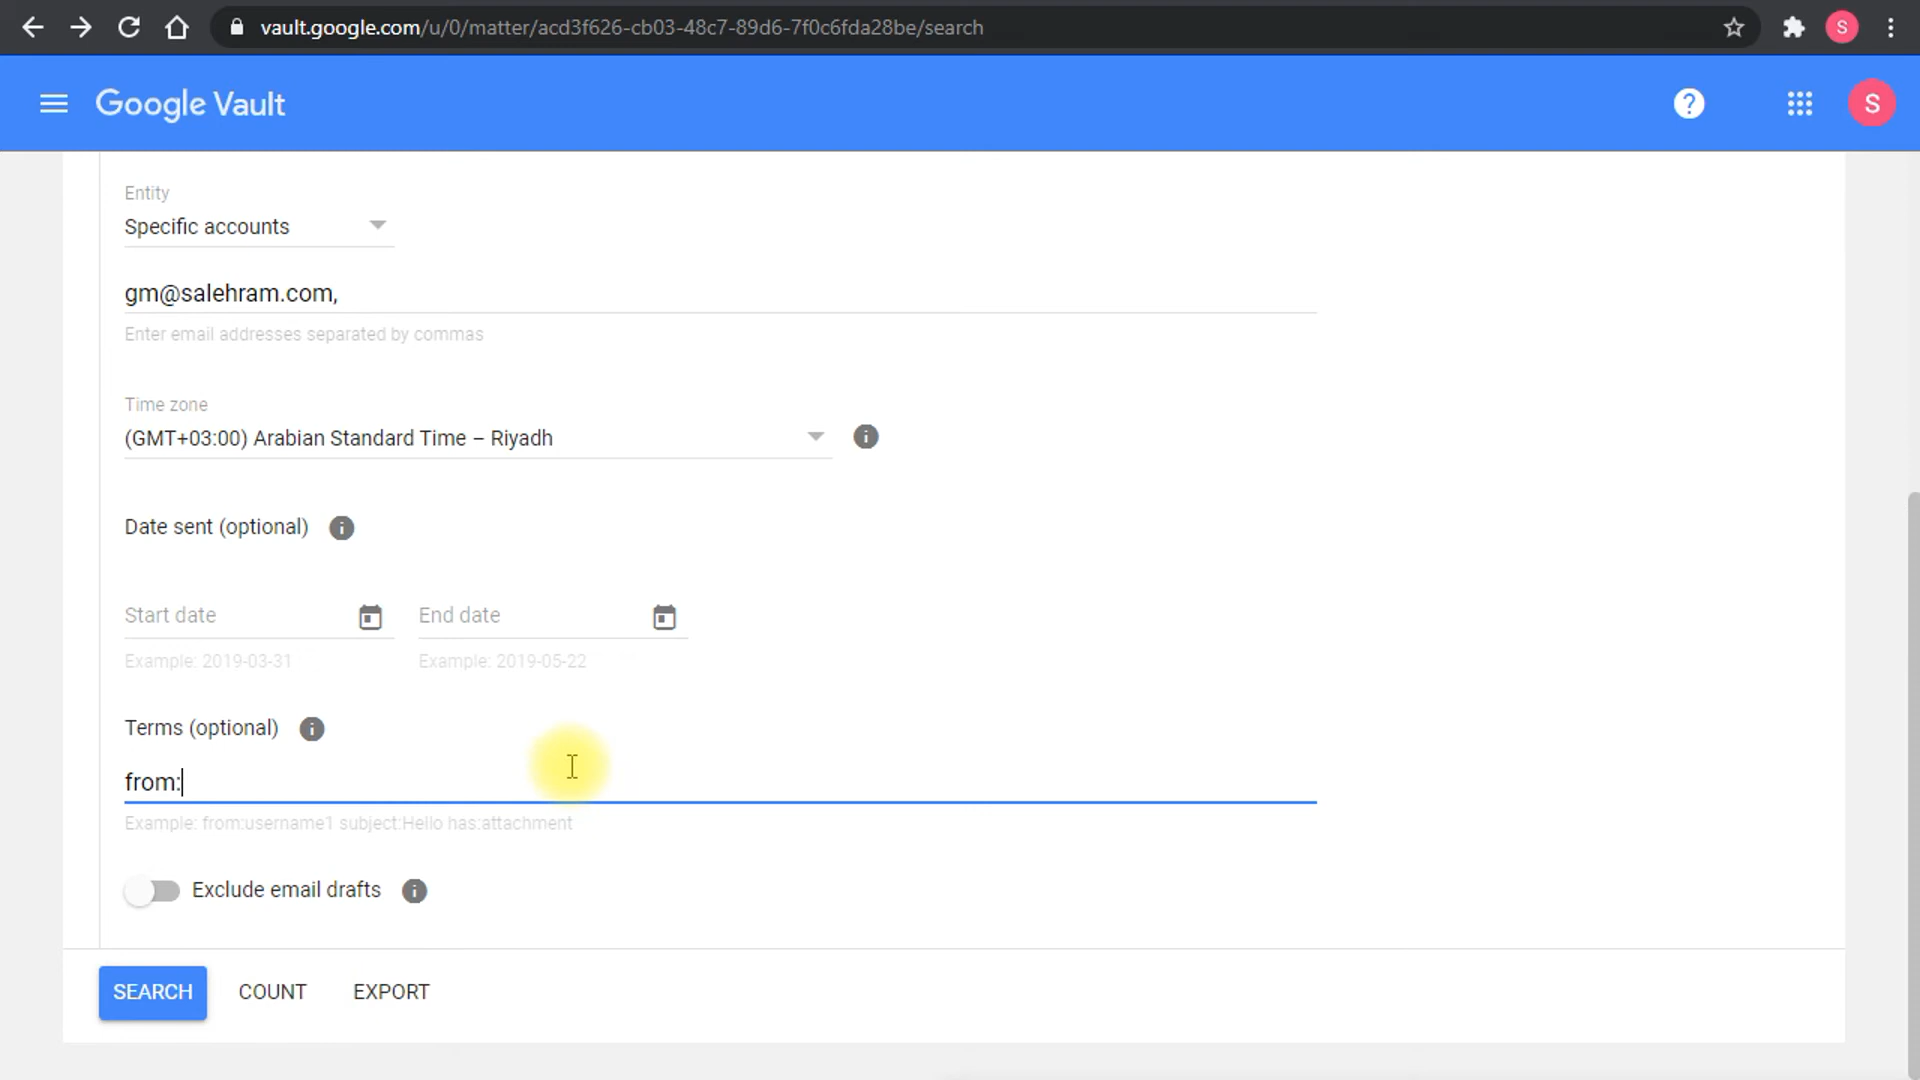 vault.google.com/u/0/matter/acd3f626-cb03-48c7-89d6-7f0c6fda28be/search
S
Google Vault
?
S
Entity
Specific accounts
gm@salehram.com,
Enter email addresses separated by commas
Time zone
(GMT+03:00) Arabian Standard Time – Riyadh
Date sent (optional)
Start date
End date
Example: 2019-03-31
Example: 2019-05-22
Terms (optional)
from:
Example: from:username1 subject:Hello has:attachment
Exclude email drafts
SEARCH
COUNT
EXPORT